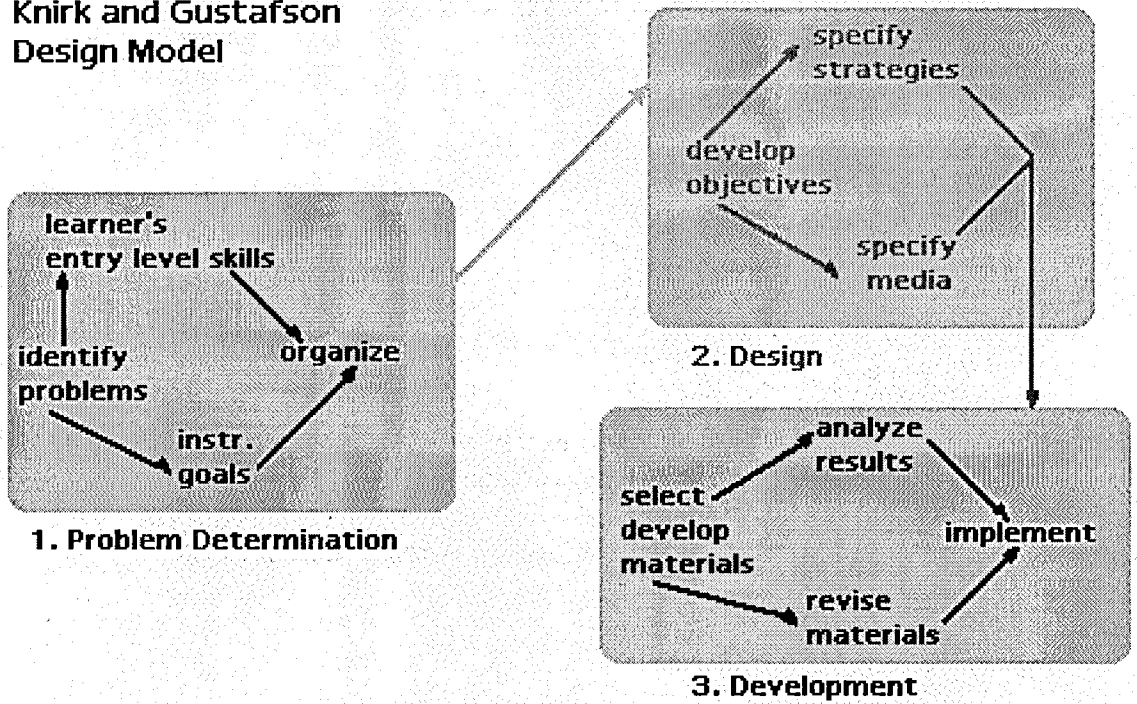 Knirk and Gustafson
Design Model
learner's
entry level skills
identify
problems
organize
instr.
goals
1. Problem Determination
specify
strategies
develop
objectives
specify
media
2. Design
analyze
results
select
develop
materials
implement
revise
materials
3. Development